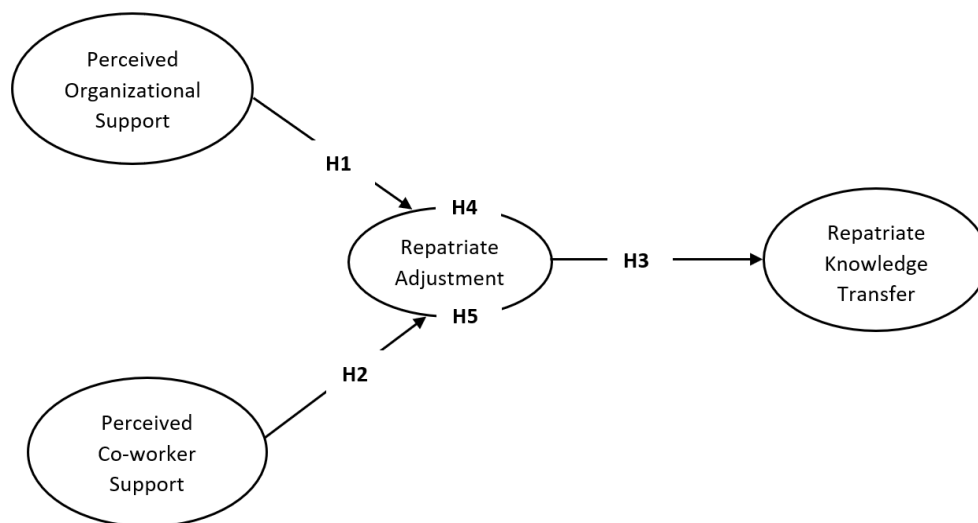 Perceived
Organizational
Support
H1
H4
Repatriate
Adjustment
H5
H3
Repatriate
Knowledge
Transfer
H2
Perceived
Co-worker
Support